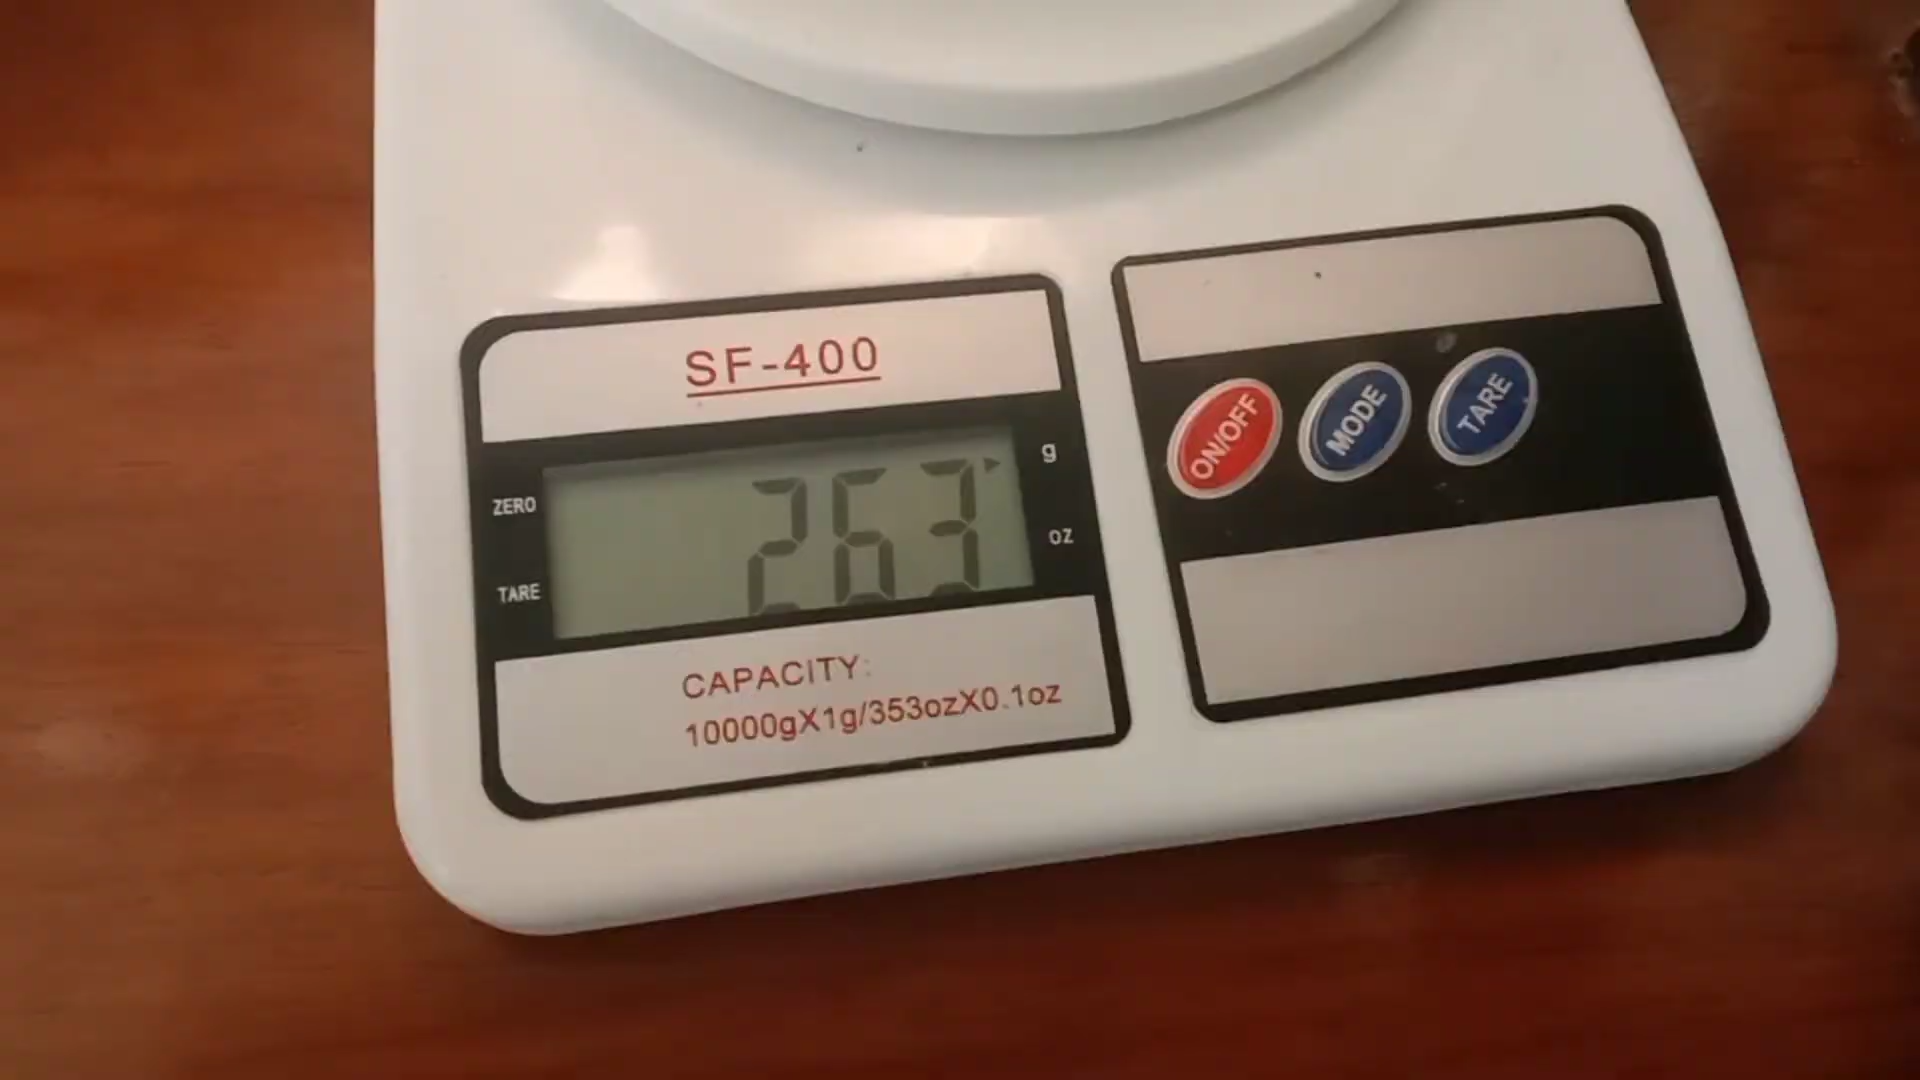 SF-400
ZERO
TARE
263
g
oz
CAPACITY:
10000gX1g/353ozX0.1oz
ON/OFF
MODE
TARE